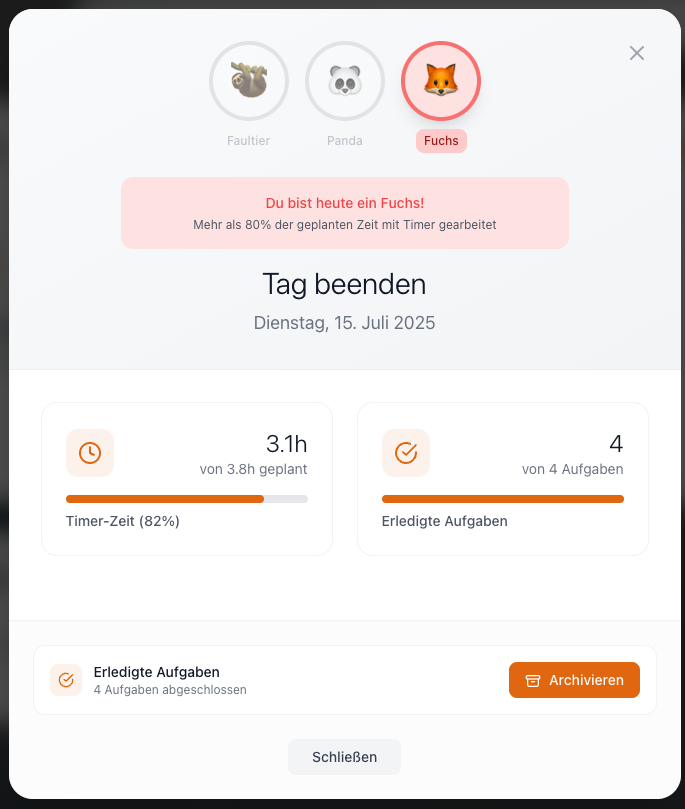 Faultier
Panda
Fuchs
Du bist heute ein Fuchs!
Mehr als 80% der geplanten Zeit mit Timer gearbeitet
Tag beenden
Dienstag, 15. Juli 2025
3.1h
von 3.8h geplant
Timer-Zeit (82%)
4
von 4 Aufgaben
Erledigte Aufgaben
Erledigte Aufgaben
4 Aufgaben abgeschlossen
Archivieren
Schließen